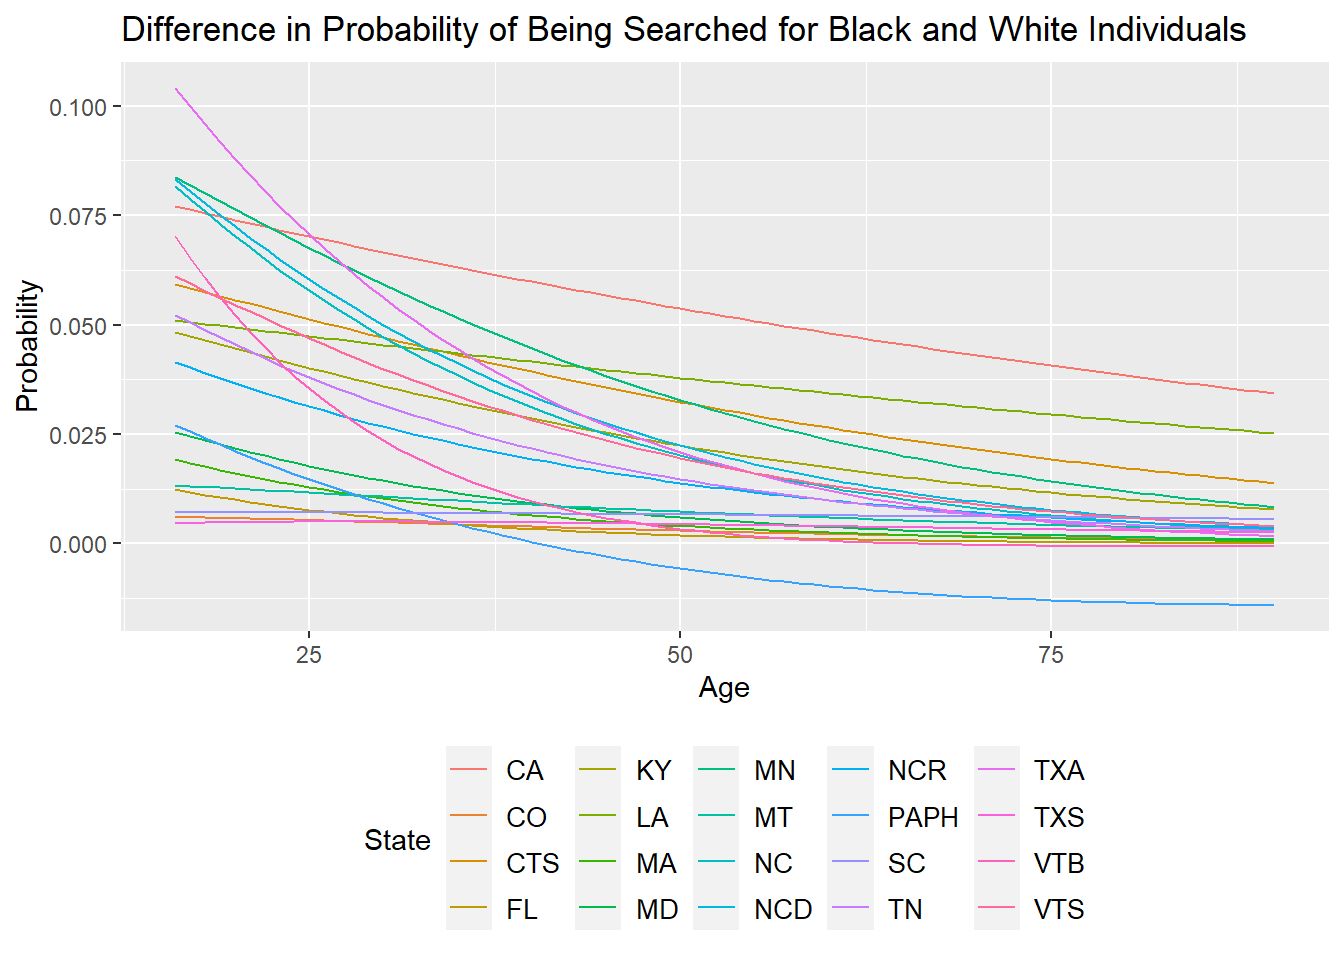 Difference in Probability of Being Searched for Black and White Individuals
0.100
0.075
0.050
0.025
0.000
Probability
25 50 75
Age
State
CA KY MN NCR TXA
CO LA MT PAPH TXS
CTS MA NC SC VTB
FL MD NCD TN VTS